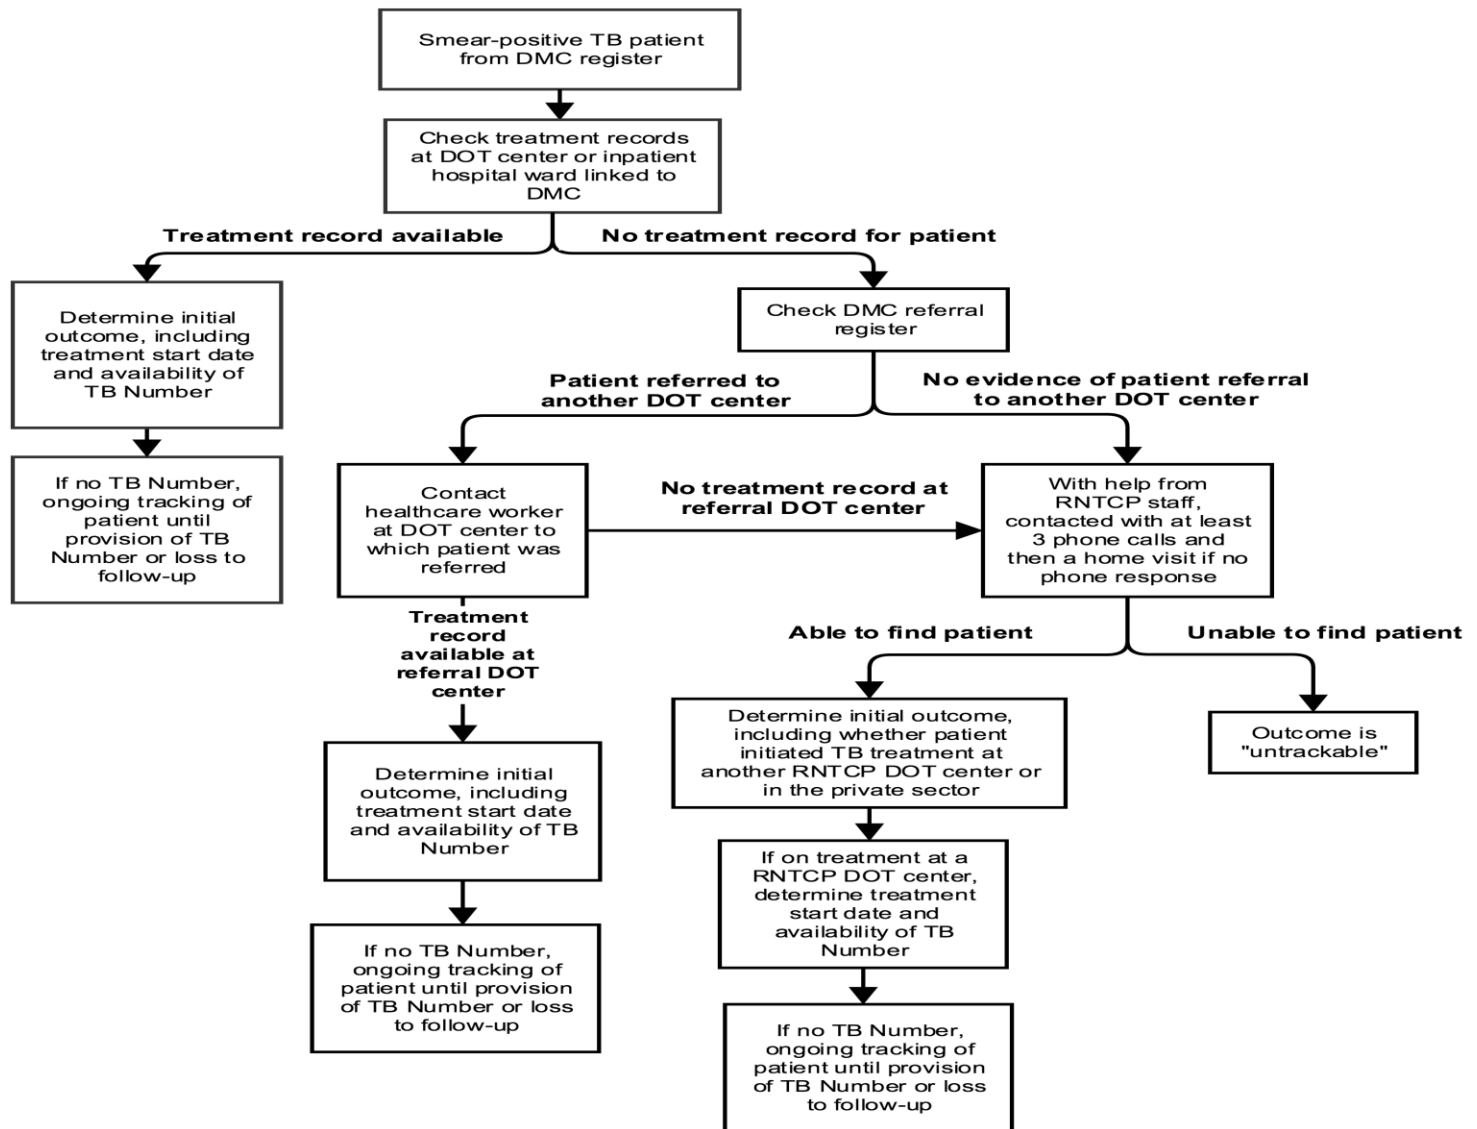 Smear-positive TB patient
from DMC register
Check treatment records
at DOT center or inpatient
hospital ward linked to
DMC
Treatment record available
No treatment record for patient
Determine initial
outcome, including
treatment start date
and availability of
TB Number
If no TB Number,
ongoing tracking of
patient until
provision of TB
Number or loss to
follow-up
Check DMC referral
register
Patient referred to
another DOT center
No evidence of patient referral
to another DOT center
Contact
healthcare worker
at DOT center to
which patient was
referred
No treatment record at
referral DOT center
With help from
RNTCP staff,
contacted with at least
3 phone calls and
then a home visit if no
phone response
Treatment
record
available at
referral DOT
center
Able to find patient
Unable to find patient
Determine initial
outcome, including
treatment start date
and availability of TB
Number
If no TB Number,
ongoing tracking of
patient until provision
of TB Number or loss
to follow-up
Determine initial outcome,
including whether patient
initiated TB treatment at
another RNTCP DOT center or
in the private sector
Outcome is
"untrackable"
If on treatment at a
RNTCP DOT center,
determine treatment
start date and
availability of TB
Number
If no TB Number,
ongoing tracking of
patient until provision
of TB Number or loss
to follow-up